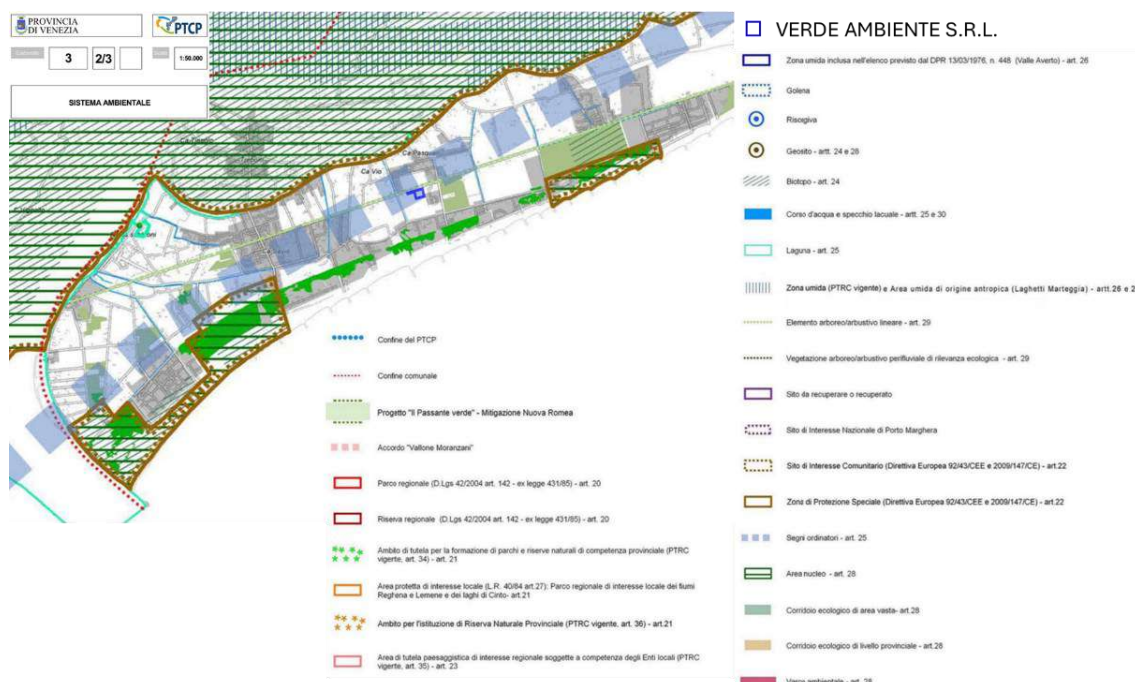 PROVINCIA
DI VENEZIA
PTCP
3
2/3
1:50.000
SISTEMA AMBIENTALE
Ca Pasqua
Ca Vio
Confine del PTCP
Confine comunale
Progetto "Il Passante verde" - Mitigazione Nuova Romea
Accordo "Vallone Moranzani"
Parco regionale (D.Lgs 42/2004 art. 142 - ex legge 431/85) - art. 20
Riserva regionale (D.Lgs 42/2004 art. 142 - ex legge 431/85) - art. 20
Ambito di tutela per la formazione di parchi e riserve naturali di competenza provinciale (PTRC
vigente, art. 34) - art. 21
Area protetta di interesse locale (L.R. 40/84 art.27): Parco regionale di interesse locale dei fiumi
Reghena e Lemene e dei laghi di Cinto- art.21
Ambito per l'istituzione di Riserva Naturale Provinciale (PTRC vigente, art. 36) - art.21
Area di tutela paesaggistica di interesse regionale soggette a competenza degli Enti locali (PTRC
vigente, art. 35) - art. 23
VERDE AMBIENTE S.R.L.
Zona umida inclusa nell'elenco previsto dal DPR 13/03/1976, n. 448 (Valle Averto) - art. 26
Golena
Risorgiva
Geosito - artt. 24 e 28
Biotopo - art. 24
Corso d'acqua e specchio lacuale - artt. 25 e 30
Laguna - art. 25
Zona umida (PTRC vigente) e Area umida di origine antropica (Laghetti Marteggia) - artt.26 e 2
Elemento arboreo/arbustivo lineare - art. 29
Vegetazione arboreo/arbustivo perifluviale di rilevanza ecologica - art. 29
Sito da recuperare o recuperato
Sito di Interesse Nazionale di Porto Marghera
Sito di Interesse Comunitario (Direttiva Europea 92/43/CEE e 2009/147/CE) - art.22
Zona di Protezione Speciale (Direttiva Europea 92/43/CEE e 2009/147/CE) - art.22
Segni ordinatori - art. 25
Area nucleo - art. 28
Corridoio ecologico di area vasta- art.28
Corridoio ecologico di livello provinciale - art.28
Varco ambientale - art. 28